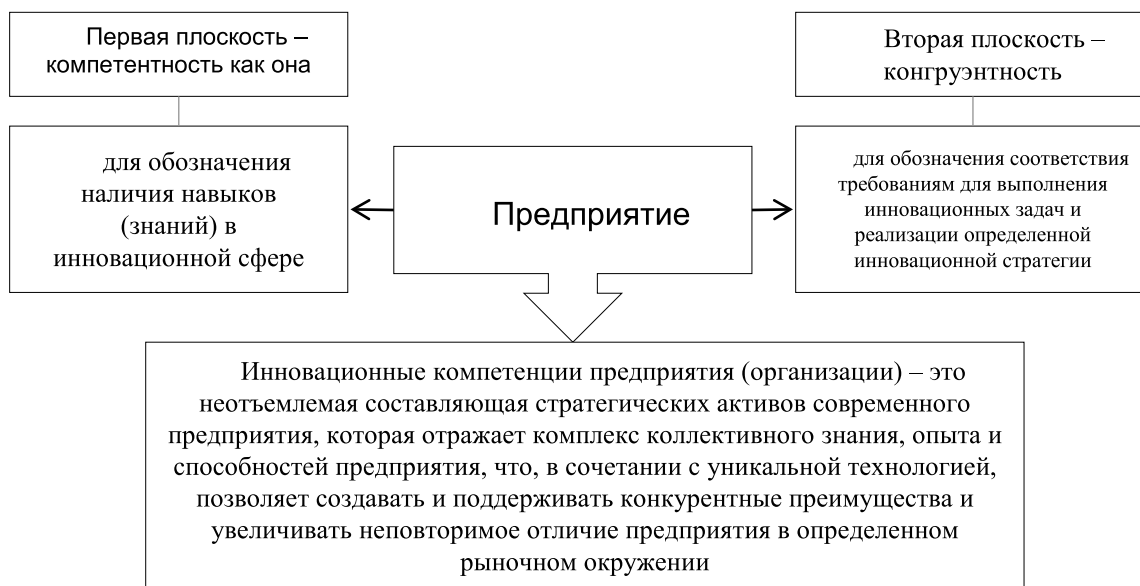 Первая плоскость –
компетентность как она
Вторая плоскость –
конгруэнтность
для обозначения
наличия навыков
(знаний) в
инновационной сфере
Предприятие
для обозначения соответствия
требованиям для выполнения
инновационных задач и
реализации определенной
инновационной стратегии
Инновационные компетенции предприятия (организации) – это
неотъемлемая составляющая стратегических активов современного
предприятия, которая отражает комплекс коллективного знания, опыта и
способностей предприятия, что, в сочетании с уникальной технологией,
позволяет создавать и поддерживать конкурентные преимущества и
увеличивать неповторимое отличие предприятия в определенном
рыночном окружении